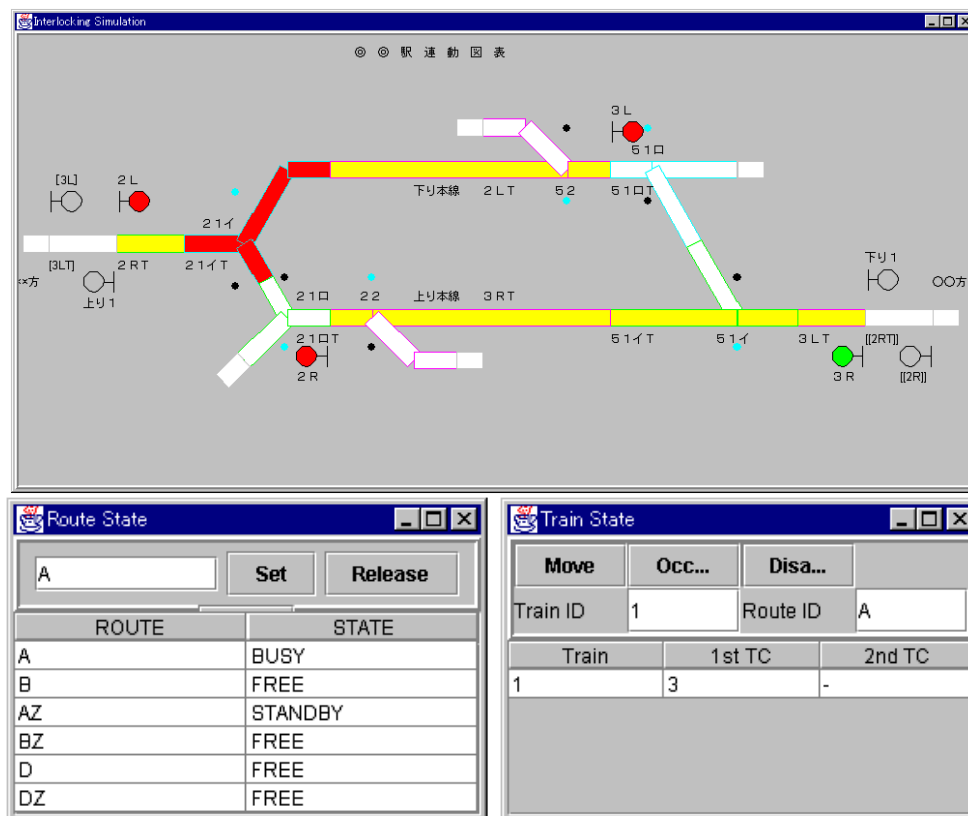 Interlocking Simulation
◎ ◎ 駅 連 動 図 表
3L
51ロ
[3L] 2L
下り本線 2LT 52 51ロT
21イ
[3LT] 2RT 21イT
下り1
××方 上り1
○○方
21ロ 22 上り本線 3RT
21ロT 51イT 51イ 3LT [[2RT]]
2R 3R [[2R]]
Route State
A Set Release
ROUTE STATE
A BUSY
B FREE
AZ STANDBY
BZ FREE
D FREE
DZ FREE
Train State
Move Occ... Disa...
Train ID 1 Route ID A
Train 1st TC 2nd TC
1 3 -